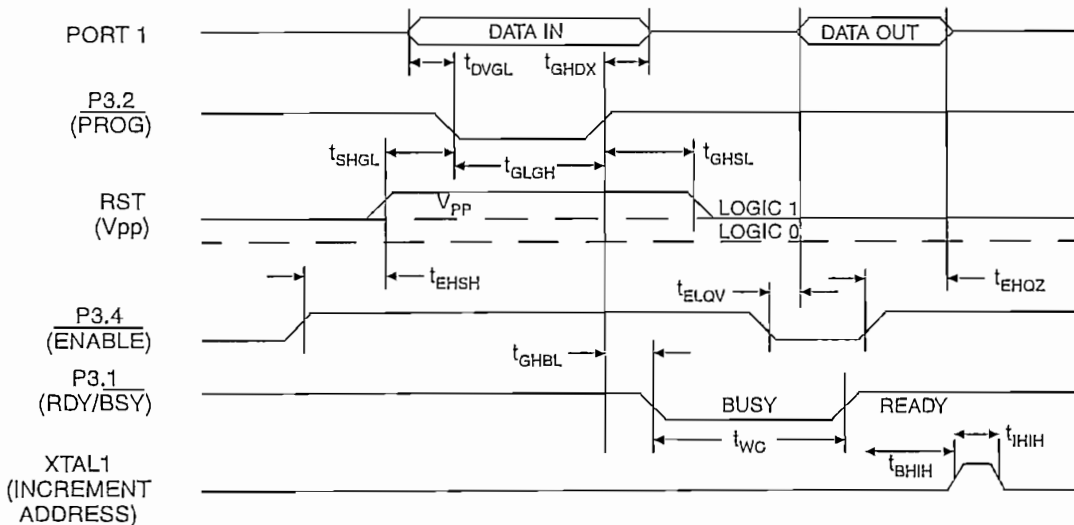 PORT 1
DATA IN
DATA OUT
tDVGL
tGHDX
P3.2
(PROG)
tSHGL
tGLGH
tGHSL
RST
(Vpp)
VPP
LOGIC 1
LOGIC 0
tEHSH
tELQV
tEHQZ
P3.4
(ENABLE)
tGHBL
P3.1
(RDY/BSY)
BUSY
READY
tWC
tIHIH
tBHIH
XTAL1
(INCREMENT
ADDRESS)